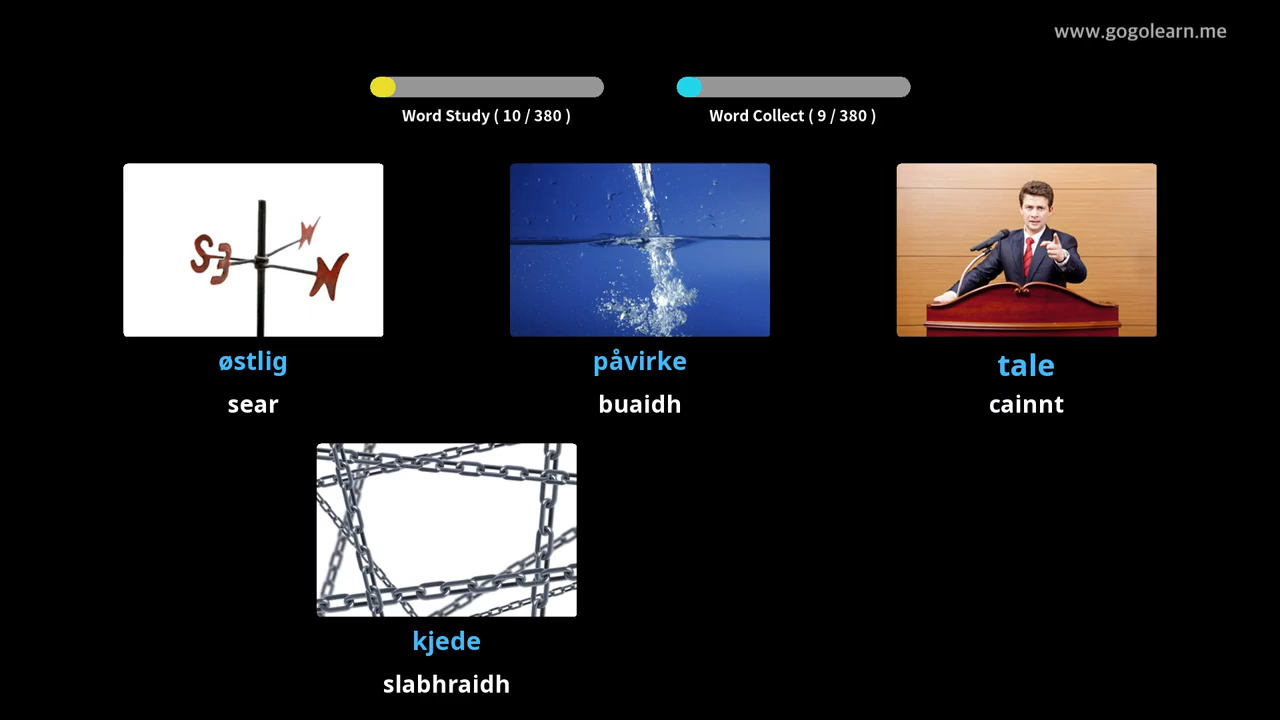 www.gogolearn.me
Word Study ( 10 / 380 )
Word Collect ( 9 / 380 )
S E N
østlig
påvirke
tale
sear
buaidh
cainnt
kjede
slabhraidh